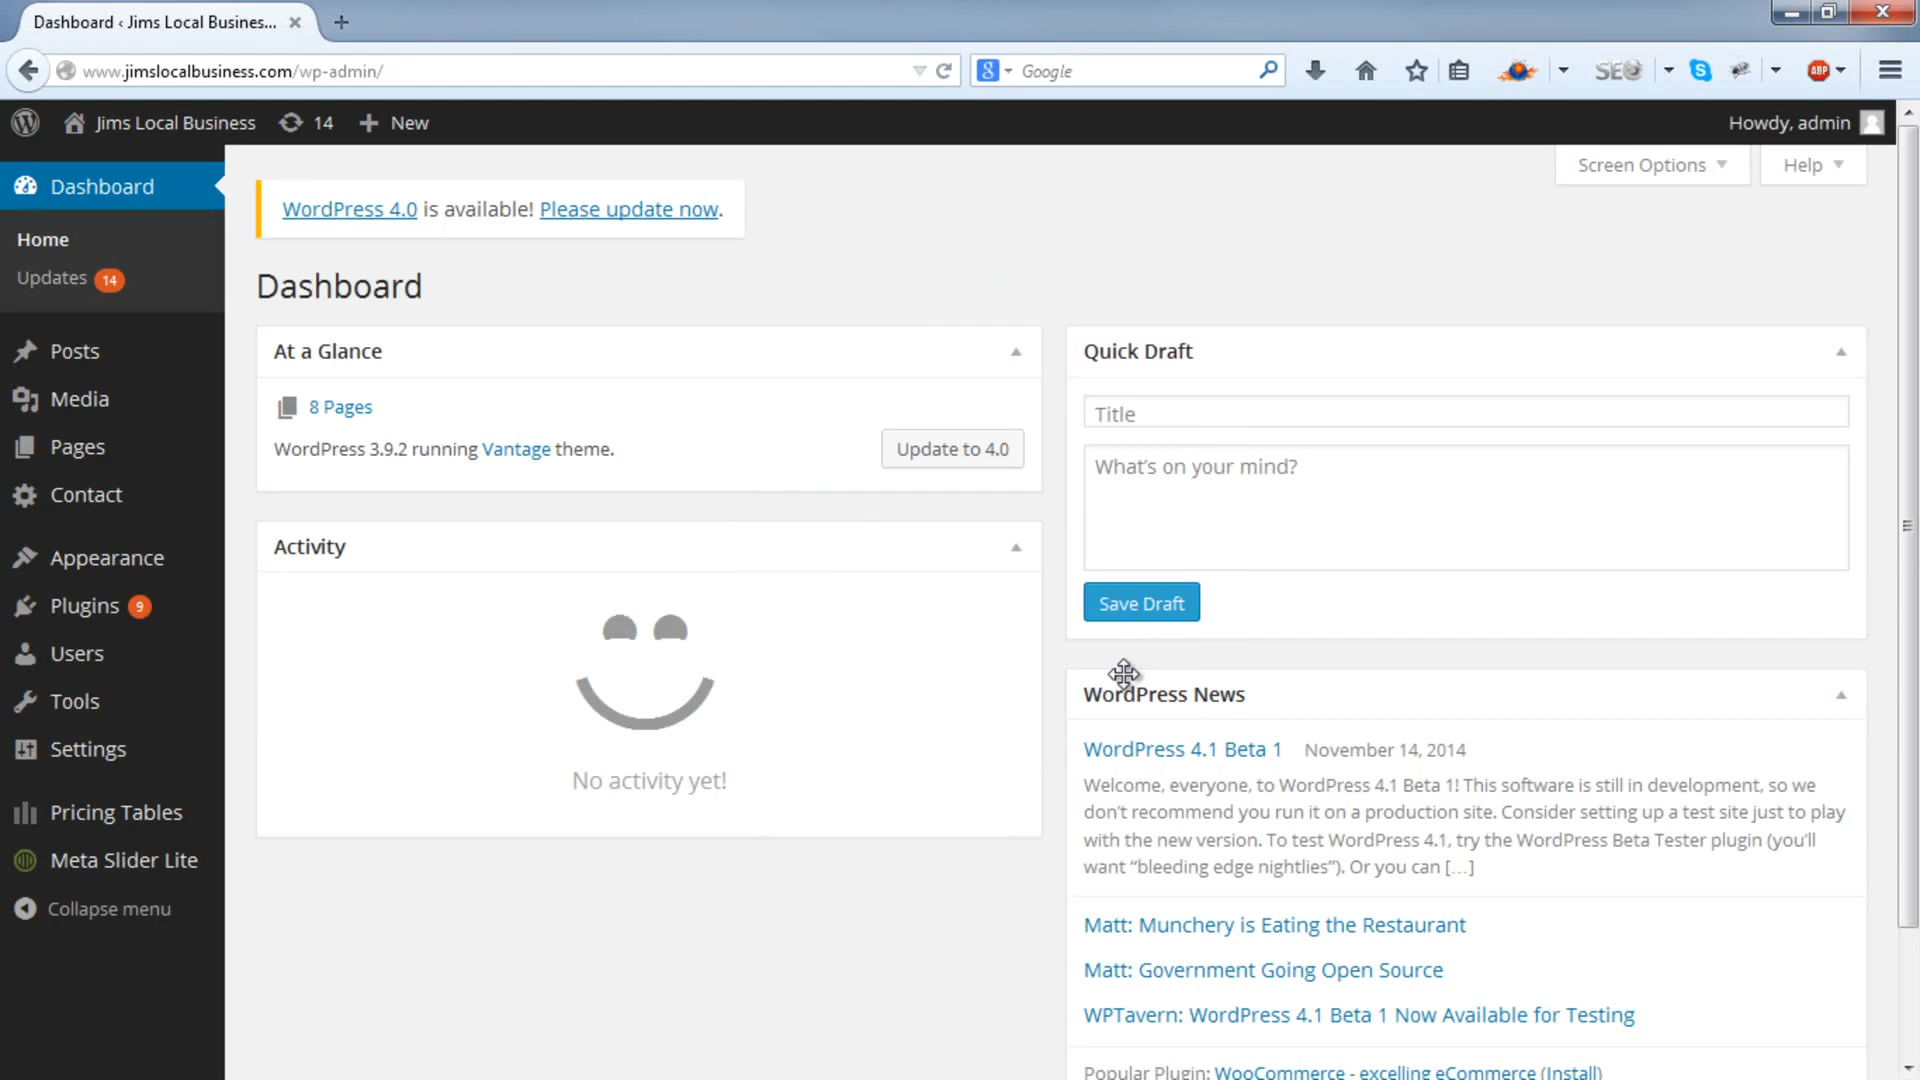 Dashboard ‹ Jims Local Busines...
www.jimslocalbusiness.com/wp-admin/
8 Google
SEO
ABP
Jims Local Business 14 New
Howdy, admin
Screen Options Help
Dashboard
Home
Updates 14
Posts
Media
Pages
Contact
Appearance
Plugins 9
Users
Tools
Settings
Pricing Tables
Meta Slider Lite
Collapse menu
WordPress 4.0 is available! Please update now.
Dashboard
At a Glance
8 Pages
WordPress 3.9.2 running Vantage theme.
Update to 4.0
Activity
No activity yet!
Quick Draft
Title
What's on your mind?
Save Draft
WordPress News
WordPress 4.1 Beta 1 November 14, 2014
Welcome, everyone, to WordPress 4.1 Beta 1! This software is still in development, so we
don't recommend you run it on a production site. Consider setting up a test site just to play
with the new version. To test WordPress 4.1, try the WordPress Beta Tester plugin (you'll
want “bleeding edge nightlies”). Or you can […]
Matt: Munchery is Eating the Restaurant
Matt: Government Going Open Source
WPTavern: WordPress 4.1 Beta 1 Now Available for Testing
Popular Plugin: WooCommerce - excelling eCommerce (Install)